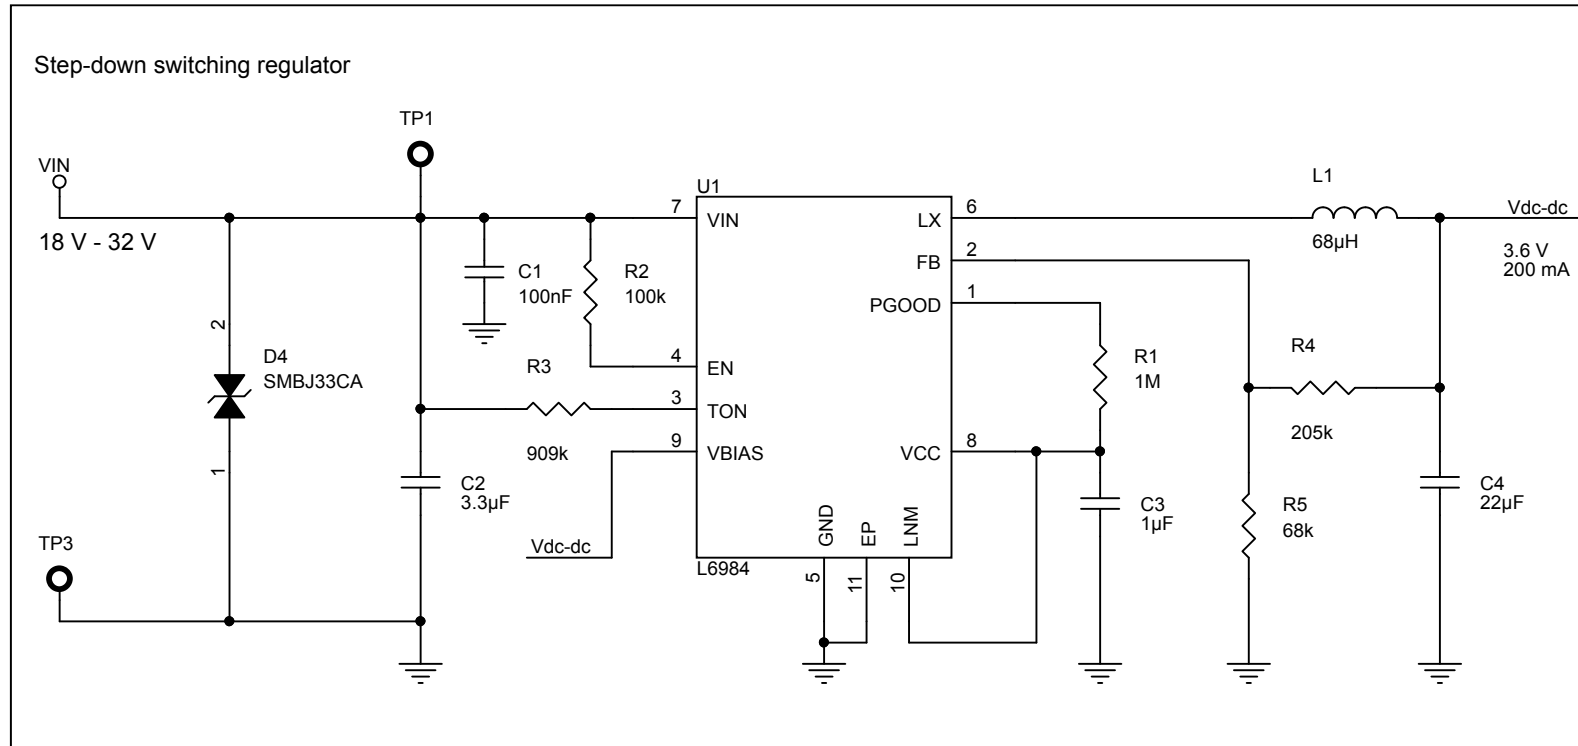 Step-down switching regulator
TP1
VIN
18 V - 32 V
U1
7
VIN
LX
6
L1
68µH
Vdc-dc
3.6 V
200 mA
FB
2
C1
100nF
R2
100k
PGOOD
1
2
D4
SMBJ33CA
1
R3
909k
4
EN
3
TON
9
VBIAS
R1
1M
R4
205k
VCC
8
C2
3.3µF
C3
1µF
R5
68k
C4
22µF
GND
EP
LNM
Vdc-dc
L6984
5
11
10
TP3